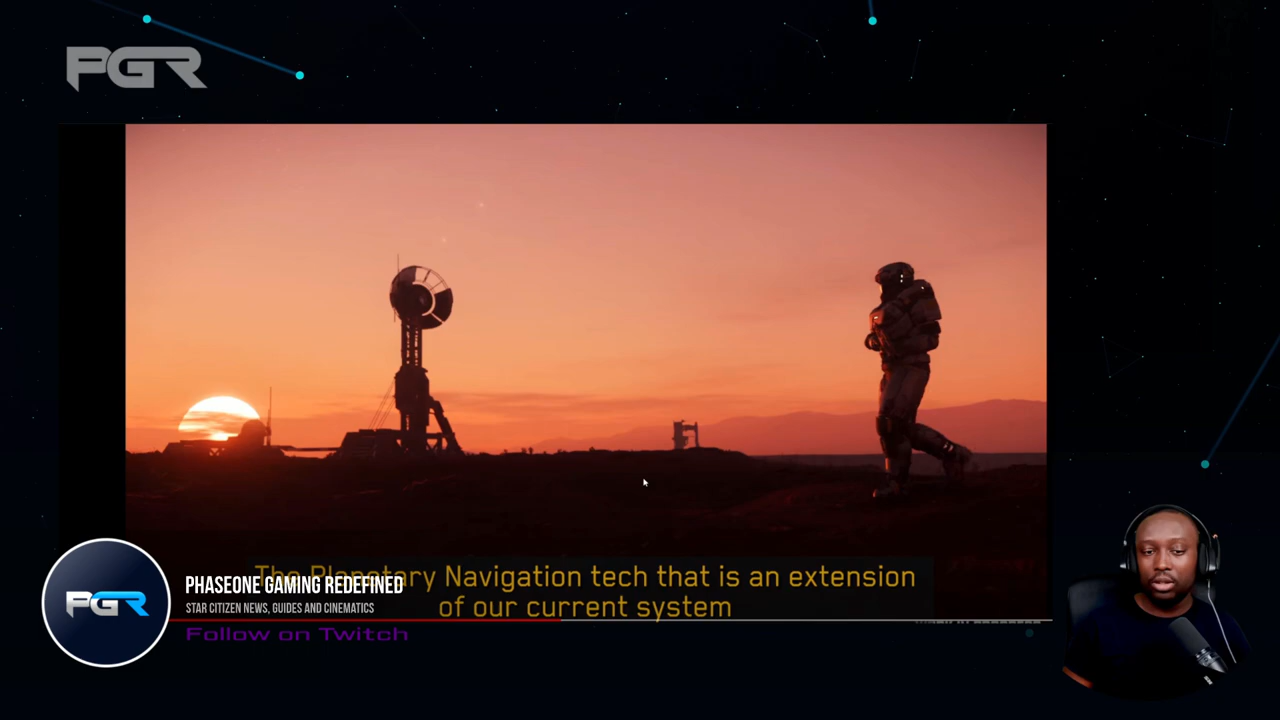 PGR
The Planetary Navigation tech that is an extension
of our current system
PGR
PHASEONE GAMING REDEFINED
STAR CITIZEN NEWS, GUIDES AND CINEMATICS
Follow on Twitch